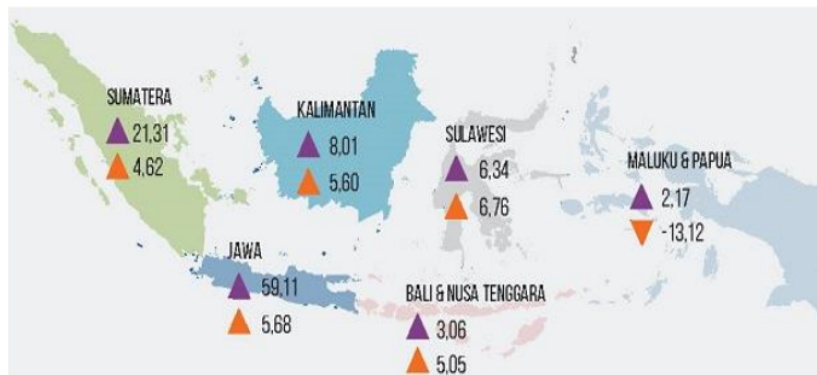 SUMATERA
21,31
4,62
KALIMANTAN
8,01
5,60
SULAWESI
6,34
6,76
MALUKU & PAPUA
2,17
-13,12
JAWA
59,11
5,68
BALI & NUSA TENGGARA
3,06
5,05